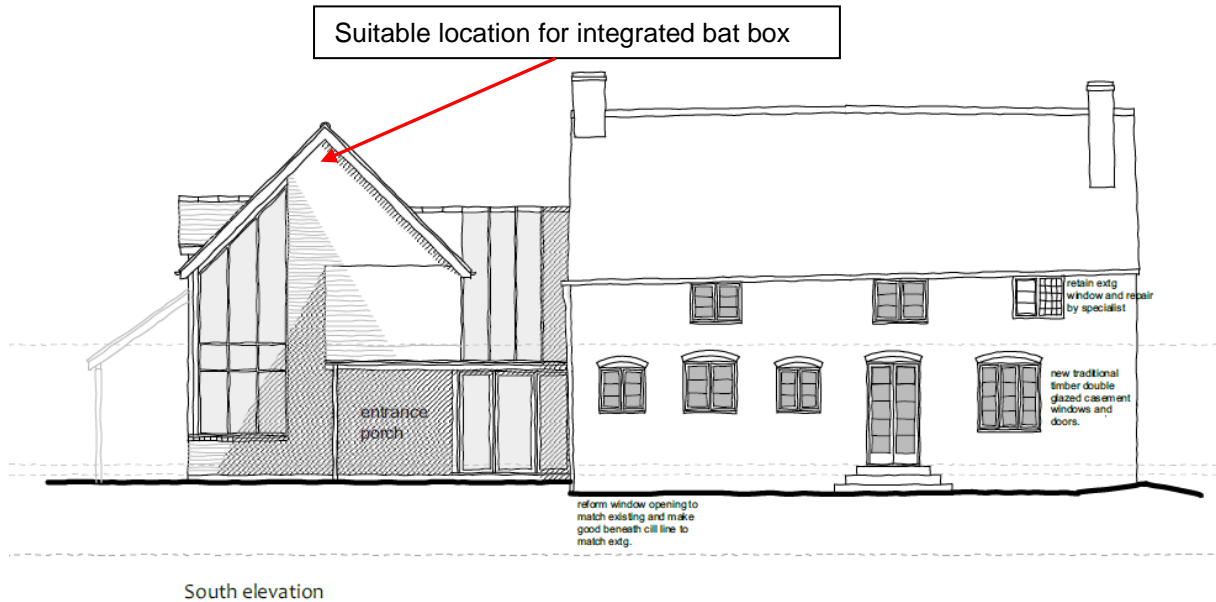 Suitable location for integrated bat box
retain extg
window and repair
by specialist
new traditional
timber double
glazed casement
windows and
doors.
entrance
porch
reform window opening to
match existing and make
good beneath cill line to
match extg.
South elevation